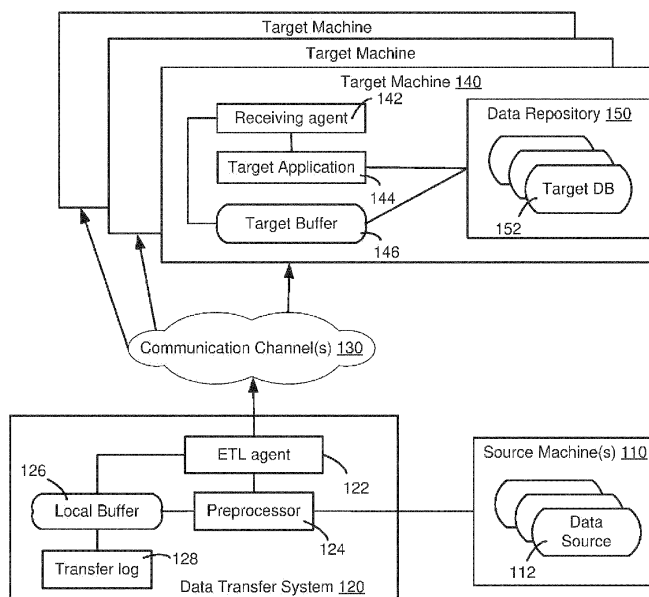 Target Machine
Target Machine
Target Machine 140
142
Receiving agent
Target Application
144
Target Buffer
146
Data Repository 150
Target DB
152
Communication Channel(s) 130
ETL agent
122
126
Local Buffer
Preprocessor
124
128
Transfer log
Data Transfer System 120
Source Machine(s) 110
Data
Source
112